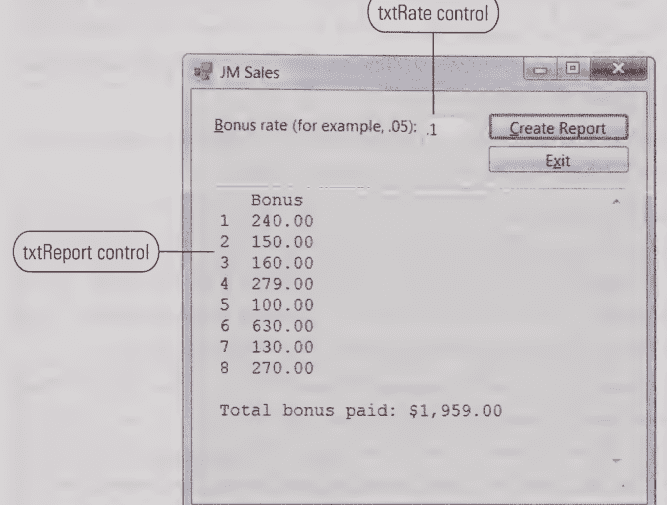 txtRate control
JM Sales
Bonus rate (for example, .05): .1
Create Report
Exit
txtReport control
Bonus
1 240.00
2 150.00
3 160.00
4 279.00
5 100.00
6 630.00
7 130.00
8 270.00
Total bonus paid: $1,959.00